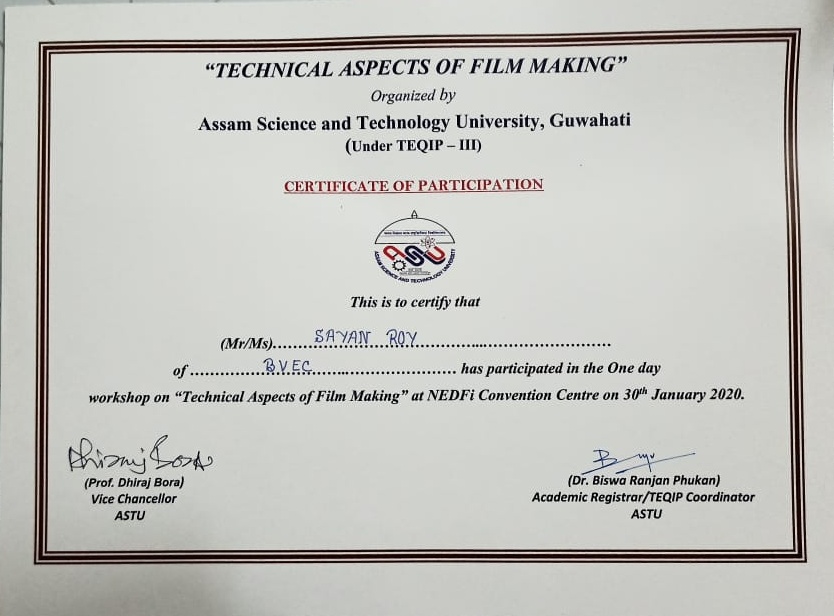 “TECHNICAL ASPECTS OF FILM MAKING”
Organized by
Assam Science and Technology University, Guwahati
(Under TEQIP – III)
CERTIFICATE OF PARTICIPATION
ASTU
ASSAM SCIENCE AND TECHNOLOGY UNIVERSITY
This is to certify that
(Mr/Ms)......SAYAN ROY......
of ......BVEC...... has participated in the One day
workshop on “Technical Aspects of Film Making” at NEDFi Convention Centre on 30th January 2020.
Dhiraj Bora
(Prof. Dhiraj Bora)
Vice Chancellor
ASTU
(Dr. Biswa Ranjan Phukan)
Academic Registrar/TEQIP Coordinator
ASTU